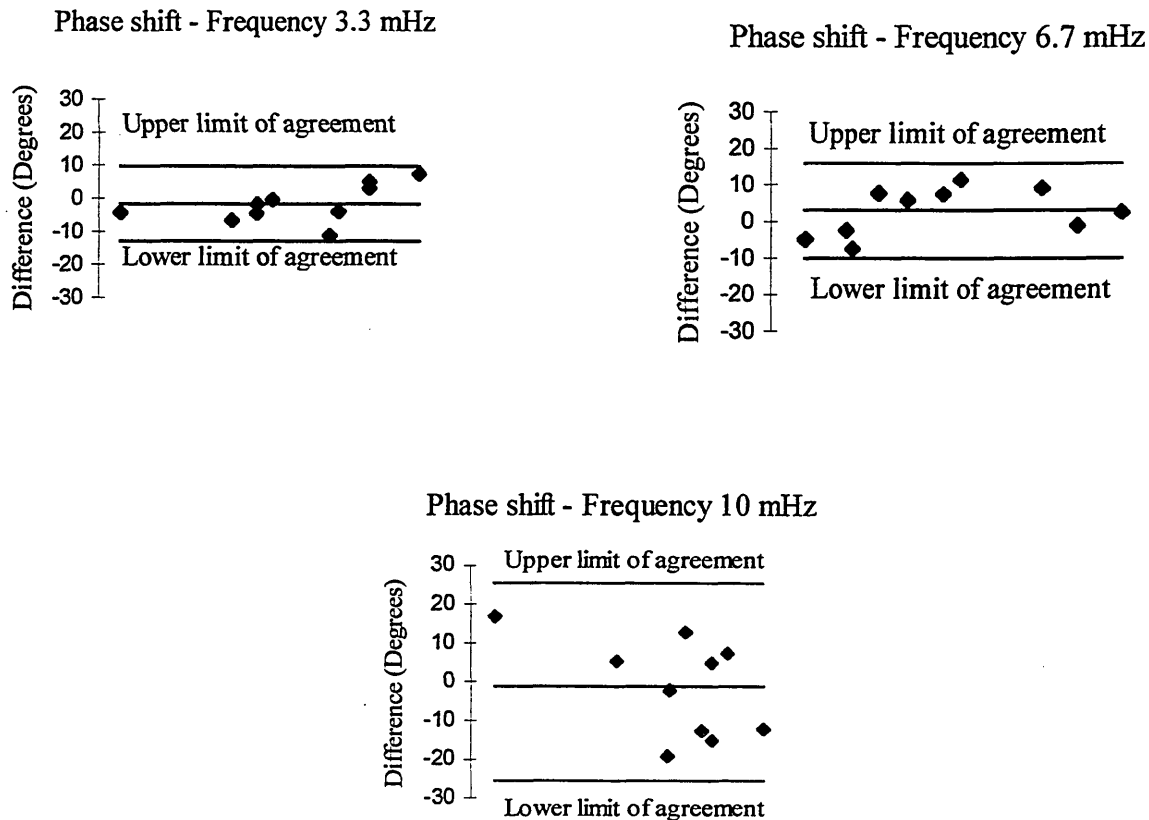 Phase shift - Frequency 3.3 mHz
Difference (Degrees)
30
20
10
0
-10
-20
-30
Upper limit of agreement
Lower limit of agreement
Phase shift - Frequency 6.7 mHz
Difference (Degrees)
30
20
10
0
-10
-20
-30
Upper limit of agreement
Lower limit of agreement
Phase shift - Frequency 10 mHz
Difference (Degrees)
30
20
10
0
-10
-20
-30
Upper limit of agreement
Lower limit of agreement